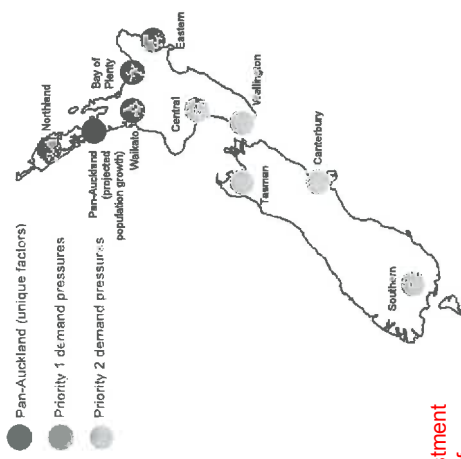 Pan-Auckland (unique factors)
Priority 1 demand pressures
Priority 2 demand pressures
Northland
Pan-Auckland
(projected
population growth)
Bay of
Plenty
Waikato
Eastern
Central
Wellington
Tasman
Canterbury
Southern
stment